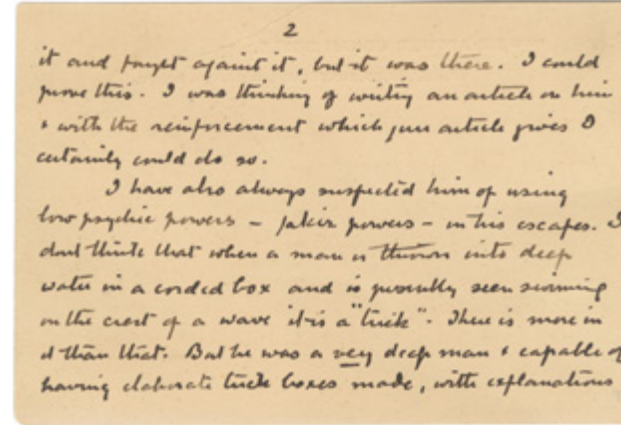 2
it and fought against it, but it was there. I could
prove this. I was thinking of writing an article on him
& with the reinforcement which your article gives I
certainly could do so.
I have also always suspected him of using
low psychic powers – fakir powers – in his escapes. I
dont think that when a man is thrown into deep
water in a corded box and is presently seen swimming
on the crest of a wave it is a "trick". There is more in
it than that. But he was a very deep man & capable of
having elaborate trick boxes made, with explanations